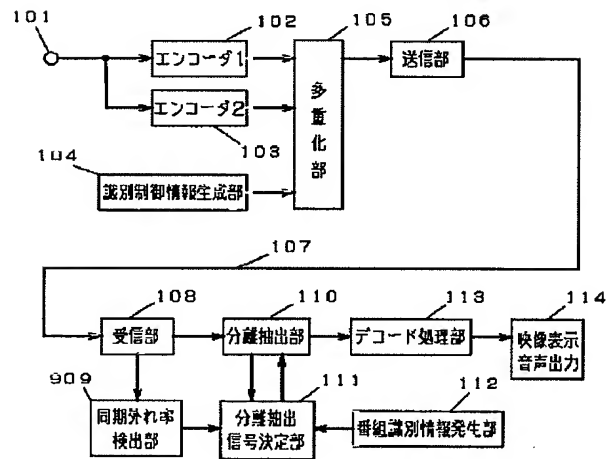 101
102
105
106
エンコーダ1
送信部
エンコーダ2
103
多重化部
104
識別制御情報生成部
107
108
110
113
114
受信部
分離抽出部
デコード処理部
映像表示
音声出力
909
111
112
同期外れ率
検出部
分離抽出
信号決定部
番組識別情報発生部